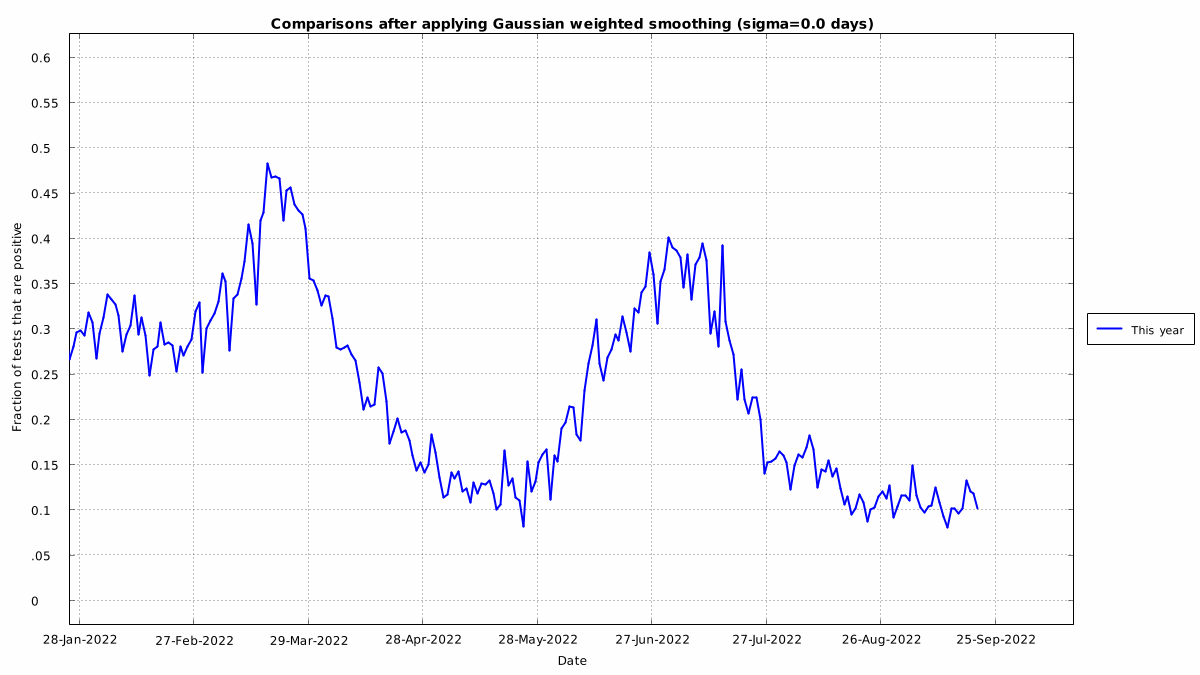 Comparisons after applying Gaussian weighted smoothing (sigma=0.0 days)
0.6
0.55
0.5
0.45
0.4
0.35
0.3
0.25
0.2
0.15
0.1
.05
0
Fraction of tests that are positive
This year
28-Jan-2022 27-Feb-2022 29-Mar-2022 28-Apr-2022 28-May-2022 27-Jun-2022 27-Jul-2022 26-Aug-2022 25-Sep-2022
Date